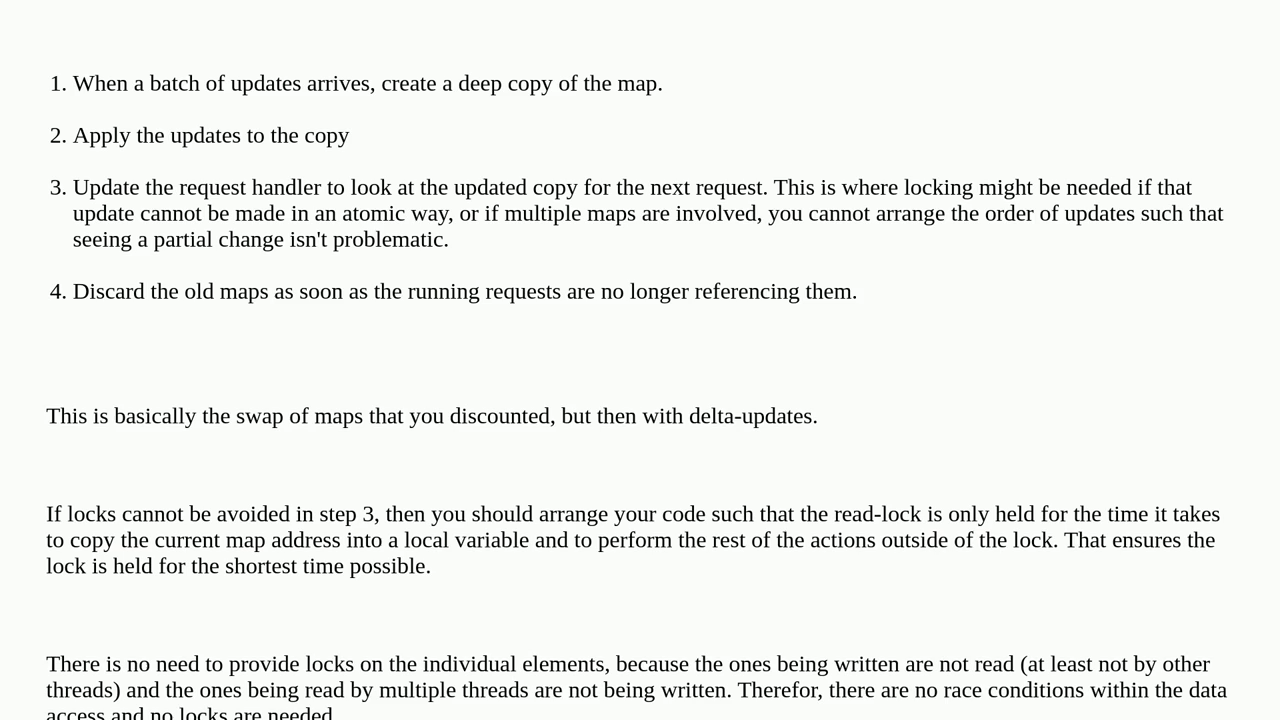 1. When a batch of updates arrives, create a deep copy of the map.
2. Apply the updates to the copy
3. Update the request handler to look at the updated copy for the next request. This is where locking might be needed if that
update cannot be made in an atomic way, or if multiple maps are involved, you cannot arrange the order of updates such that
seeing a partial change isn't problematic.
4. Discard the old maps as soon as the running requests are no longer referencing them.
This is basically the swap of maps that you discounted, but then with delta-updates.
If locks cannot be avoided in step 3, then you should arrange your code such that the read-lock is only held for the time it takes
to copy the current map address into a local variable and to perform the rest of the actions outside of the lock. That ensures the
lock is held for the shortest time possible.
There is no need to provide locks on the individual elements, because the ones being written are not read (at least not by other
threads) and the ones being read by multiple threads are not being written. Therefor, there are no race conditions within the data
access and no locks are needed.